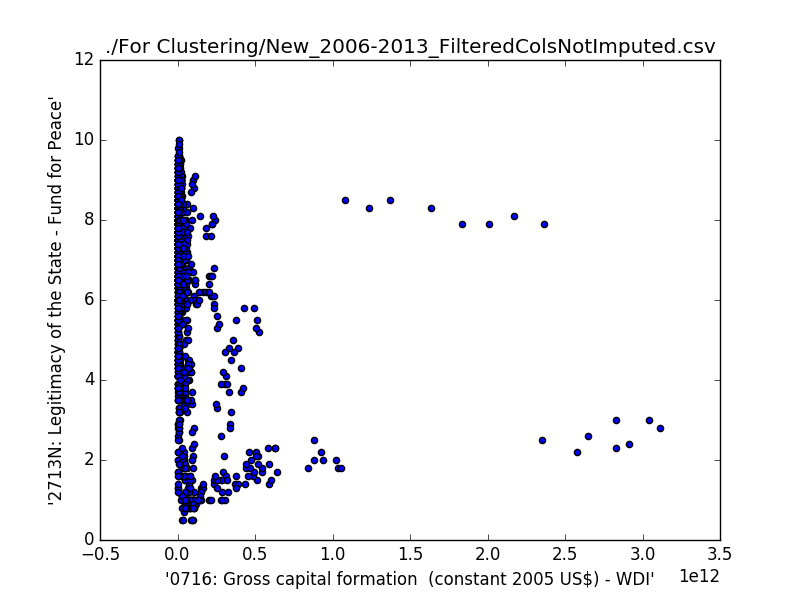 ./For Clustering/New_2006-2013_FilteredColsNotImputed.csv
'2713N: Legitimacy of the State - Fund for Peace'
12
10
8
6
4
2
0
−0.5 0.0 0.5 1.0 1.5 2.0 2.5 3.0 3.5
1e12
'0716: Gross capital formation  (constant 2005 US$) - WDI'